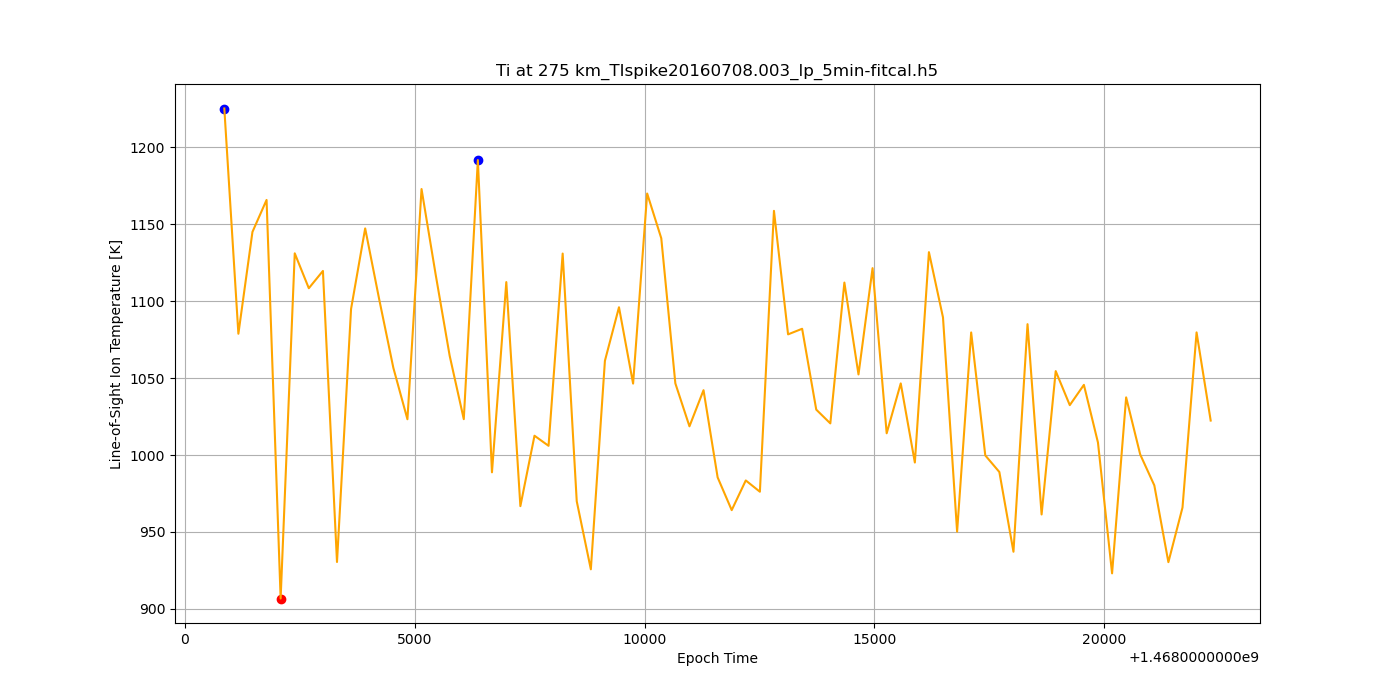 Ti at 275 km_TIspike20160708.003_lp_5min-fitcal.h5
Line-of-Sight Ion Temperature [K]
1200
1150
1100
1050
1000
950
900
0 5000 10000 15000 20000
Epoch Time
+1.4680000000e9